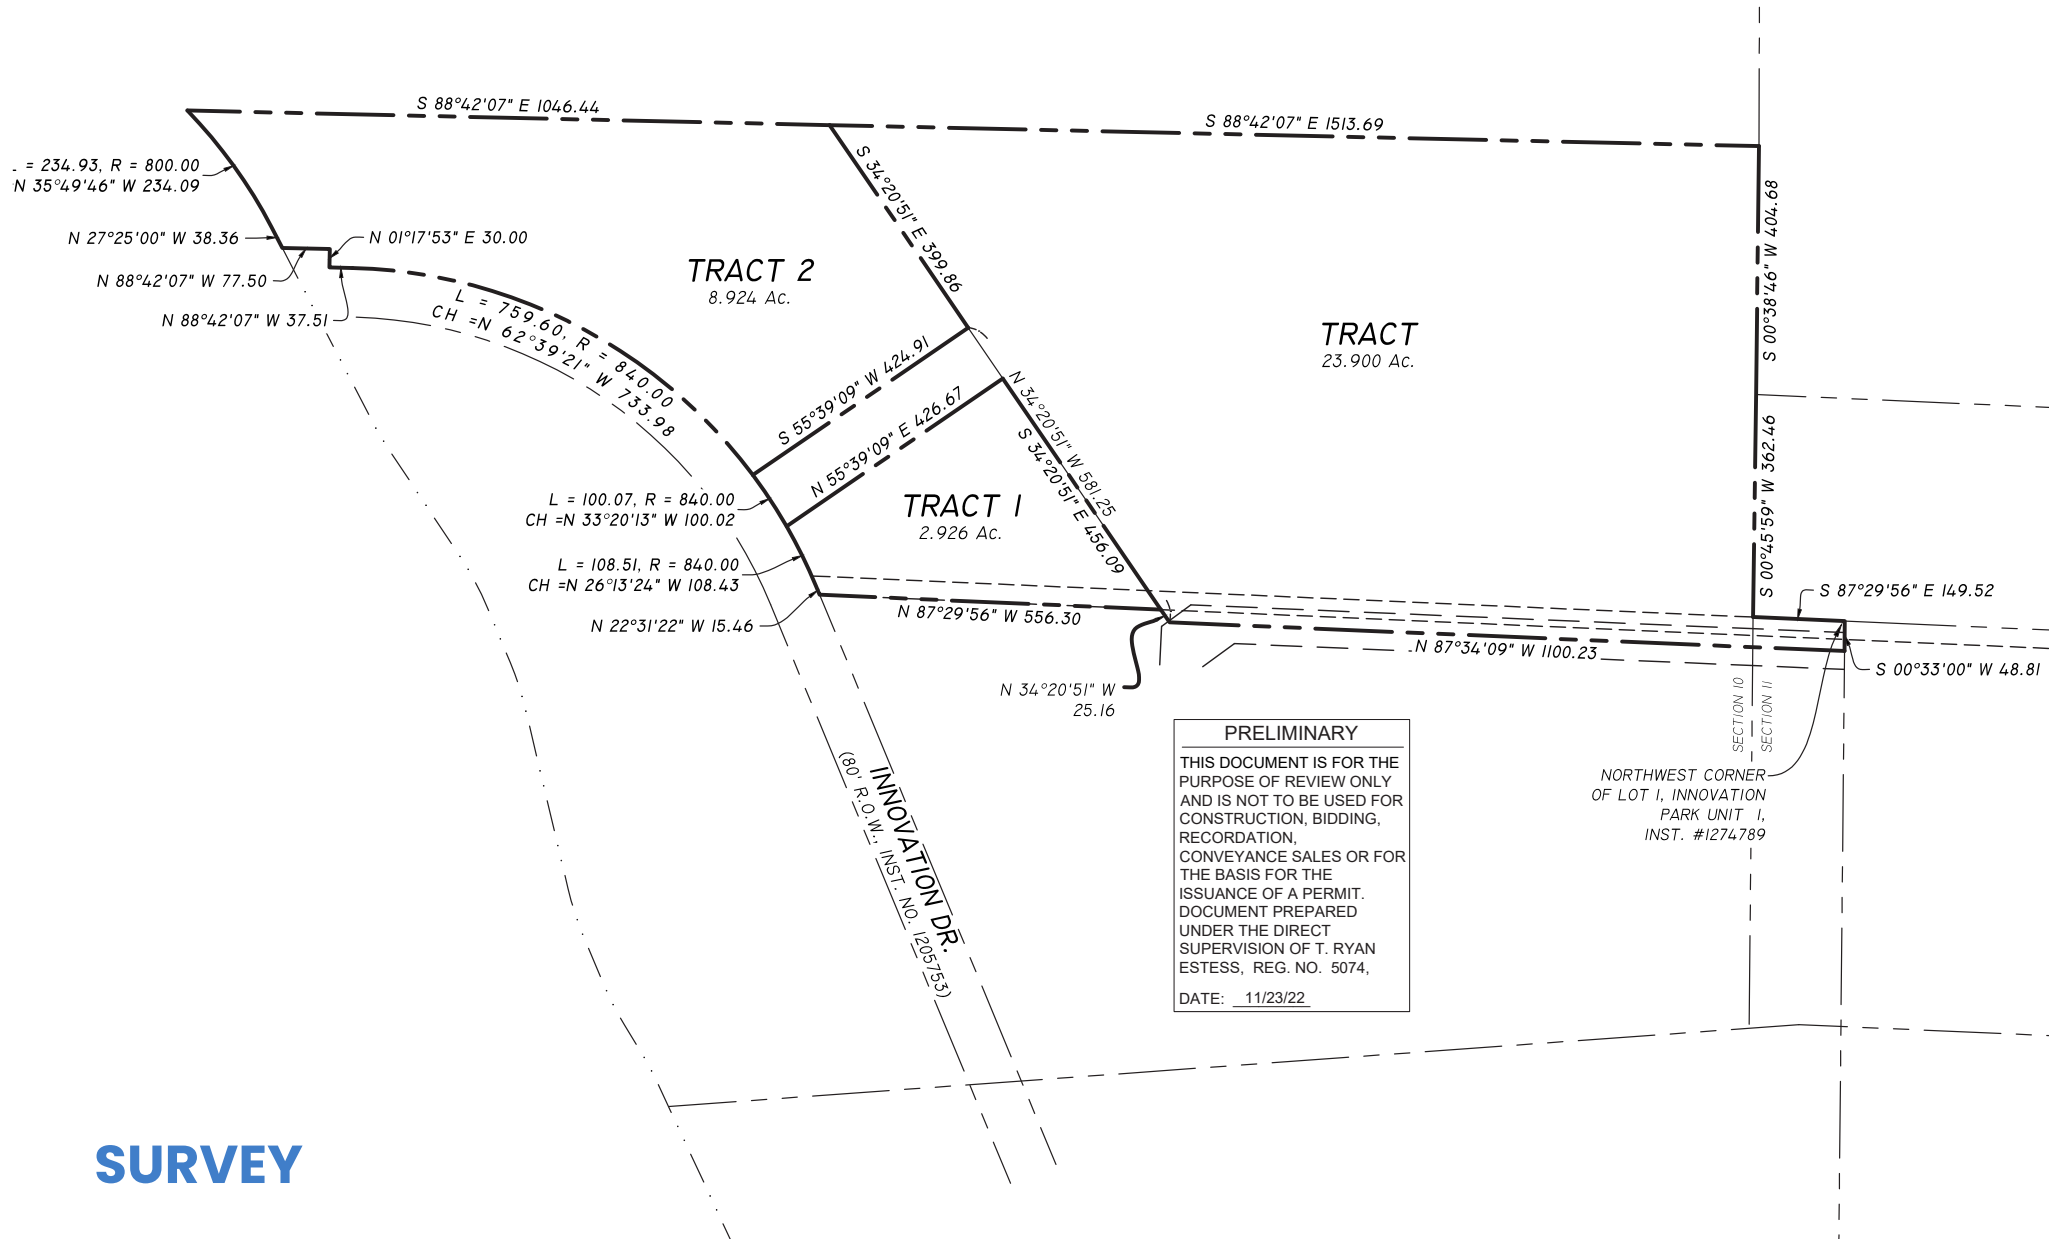 S 88°42'07" E 1046.44
S 88°42'07" E 1513.69
= 234.93, R = 800.00
N 35°49'46" W 234.09
N 27°25'00" W 38.36
N 01°17'53" E 30.00
N 88°42'07" W 77.50
N 88°42'07" W 37.51
L = 759.60, R = 840.00
CH =N 62°39'21" W 733.98
S 34°20'51" E 399.86
TRACT 2
8.924 Ac.
S 55°39'09" W 424.91
N 55°39'09" E 426.67
TRACT
23.900 Ac.
S 00°38'46" W 404.68
S 00°45'59" W 362.46
N 34°20'51" W 581.25
S 34°20'51" E 456.09
L = 100.07, R = 840.00
CH =N 33°20'13" W 100.02
TRACT 1
2.926 Ac.
L = 108.51, R = 840.00
CH =N 26°13'24" W 108.43
N 22°31'22" W 15.46
N 87°29'56" W 556.30
S 87°29'56" E 149.52
N 87°34'09" W 1100.23
S 00°33'00" W 48.81
N 34°20'51" W
25.16
SECTION 10
SECTION 11
NORTHWEST CORNER
OF LOT 1, INNOVATION
PARK UNIT 1,
INST. #1274789
INNOVATION DR.
(80' R.O.W., INST. NO. 1205753)
PRELIMINARY
THIS DOCUMENT IS FOR THE
PURPOSE OF REVIEW ONLY
AND IS NOT TO BE USED FOR
CONSTRUCTION, BIDDING,
RECORDATION,
CONVEYANCE SALES OR FOR
THE BASIS FOR THE
ISSUANCE OF A PERMIT.
DOCUMENT PREPARED
UNDER THE DIRECT
SUPERVISION OF T. RYAN
ESTESS, REG. NO. 5074,
DATE: 11/23/22
SURVEY